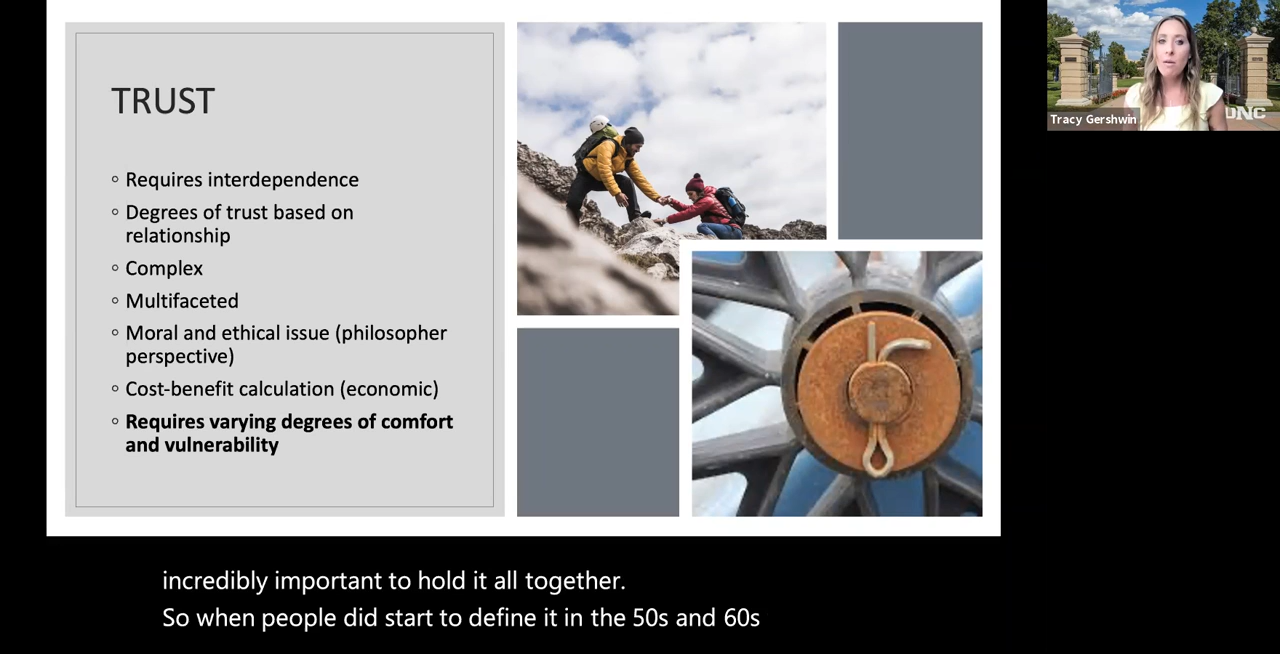 TRUST
◦ Requires interdependence
◦ Degrees of trust based on
relationship
◦ Complex
◦ Multifaceted
◦ Moral and ethical issue (philosopher
perspective)
◦ Cost-benefit calculation (economic)
◦ Requires varying degrees of comfort
and vulnerability
Tracy Gershwin
UNC
incredibly important to hold it all together.
So when people did start to define it in the 50s and 60s